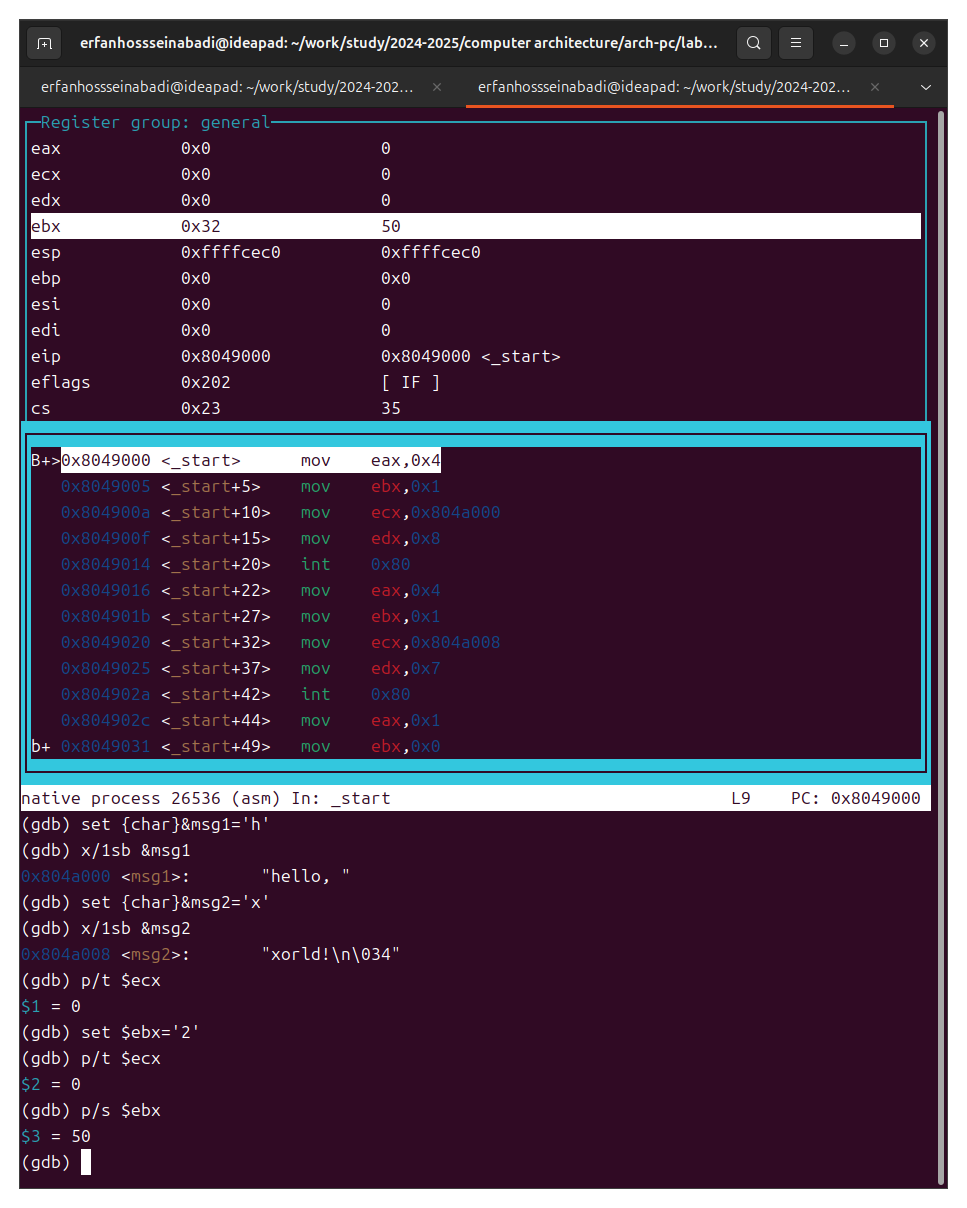 erfanhossseinabadi@ideapad: ~/work/study/2024-2025/computer architecture/arch-pc/lab...
erfanhossseinabadi@ideapad: ~/work/study/2024-202... × erfanhossseinabadi@ideapad: ~/work/study/2024-202... ×
Register group: general
eax 0x0 0
ecx 0x0 0
edx 0x0 0
ebx 0x32 50
esp 0xffffcec0 0xffffcec0
ebp 0x0 0x0
esi 0x0 0
edi 0x0 0
eip 0x8049000 0x8049000 <_start>
eflags 0x202 [ IF ]
cs 0x23 35
B+>0x8049000 <_start> mov eax,0x4
0x8049005 <_start+5> mov ebx,0x1
0x804900a <_start+10> mov ecx,0x804a000
0x804900f <_start+15> mov edx,0x8
0x8049014 <_start+20> int 0x80
0x8049016 <_start+22> mov eax,0x4
0x804901b <_start+27> mov ebx,0x1
0x8049020 <_start+32> mov ecx,0x804a008
0x8049025 <_start+37> mov edx,0x7
0x804902a <_start+42> int 0x80
0x804902c <_start+44> mov eax,0x1
b+ 0x8049031 <_start+49> mov ebx,0x0
native process 26536 (asm) In: _start L9 PC: 0x8049000
(gdb) set {char}&msg1='h'
(gdb) x/1sb &msg1
0x804a000 <msg1>: "hello, "
(gdb) set {char}&msg2='x'
(gdb) x/1sb &msg2
0x804a008 <msg2>: "xorld!\n\034"
(gdb) p/t $ecx
$1 = 0
(gdb) set $ebx='2'
(gdb) p/t $ecx
$2 = 0
(gdb) p/s $ebx
$3 = 50
(gdb)